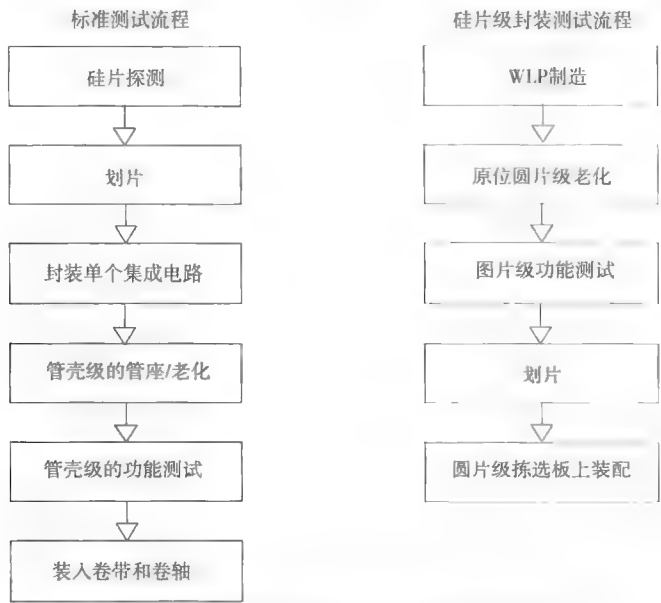 标准测试流程
硅片探测
划片
封装单个集成电路
管壳级的管座/老化
管壳级的功能测试
装入卷带和卷轴
硅片级封装测试流程
WLP制造
原位圆片级老化
图片级功能测试
划片
圆片级拣选板上装配